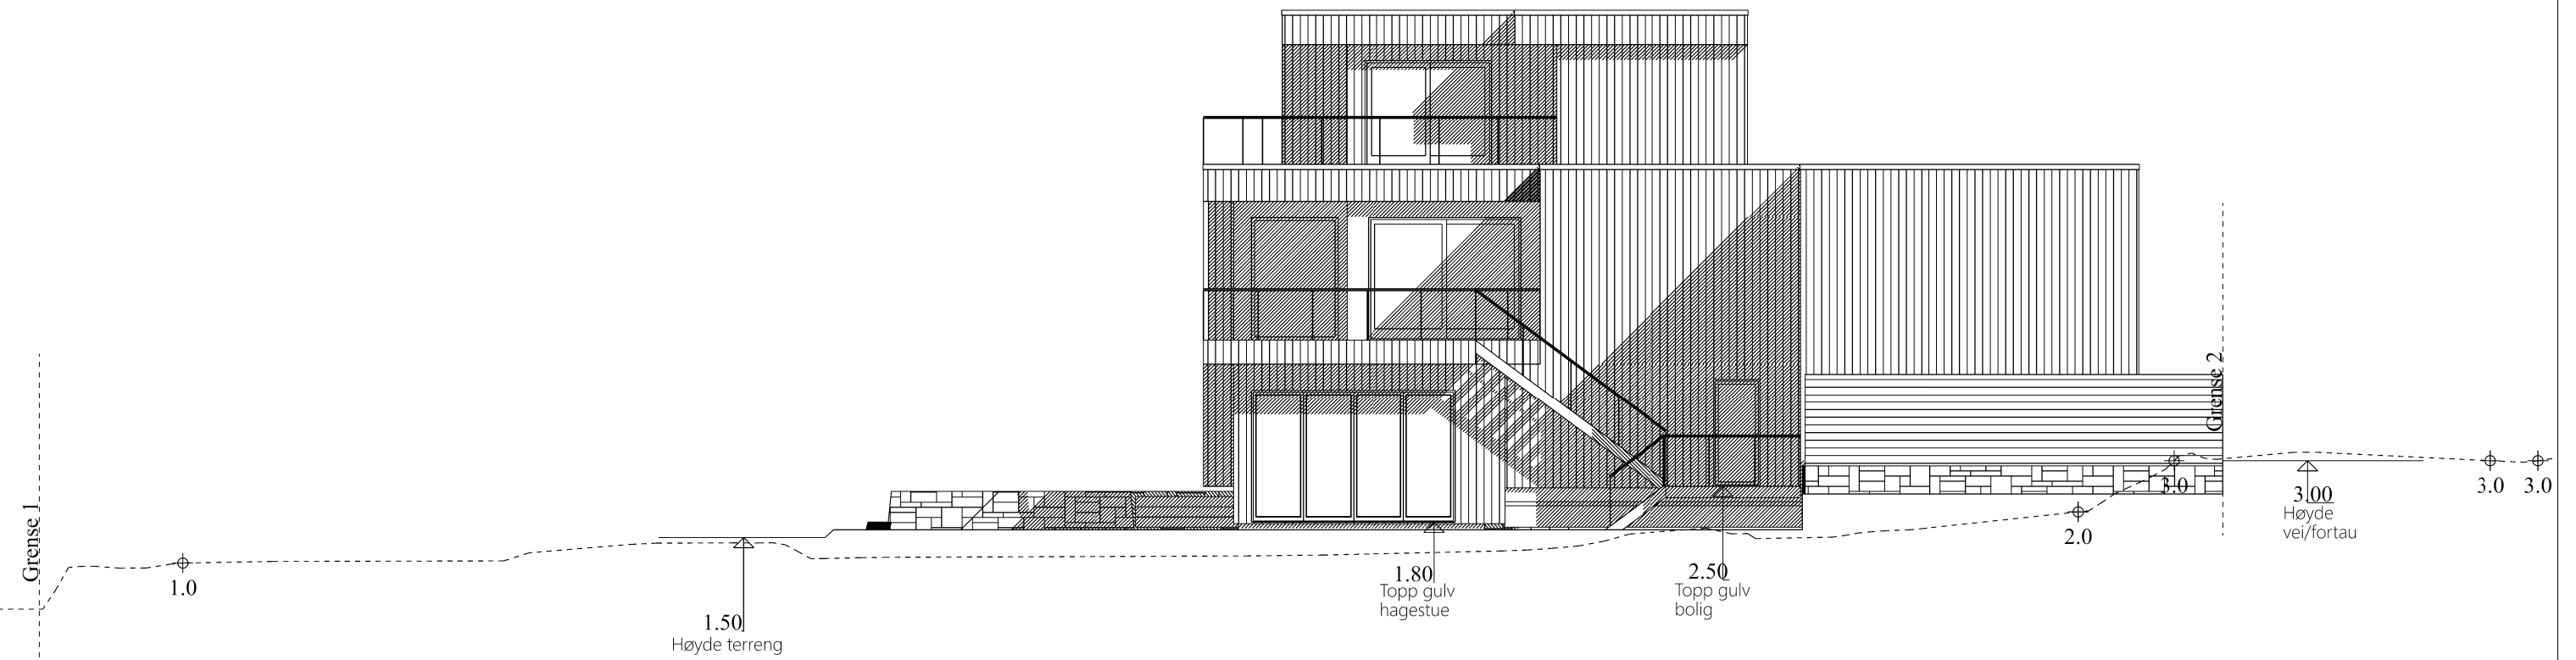 Grense 1
1.0
1.50
Høyde terreng
1.80
Topp gulv
hagestue
2.50
Topp gulv
bolig
2.0
3.0
Grense 2
3.00
Høyde
vei/fortau
3.0
3.0